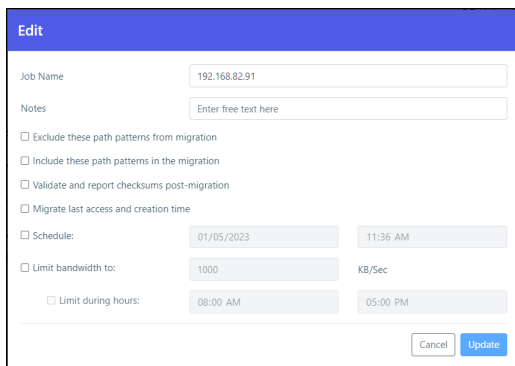 Edit
Job Name 192.168.82.91
Notes Enter free text here
Exclude these path patterns from migration
Include these path patterns in the migration
Validate and report checksums post-migration
Migrate last access and creation time
Schedule: 01/05/2023 11:36 AM
Limit bandwidth to: 1000 KB/Sec
Limit during hours: 08:00 AM 05:00 PM
Cancel Update